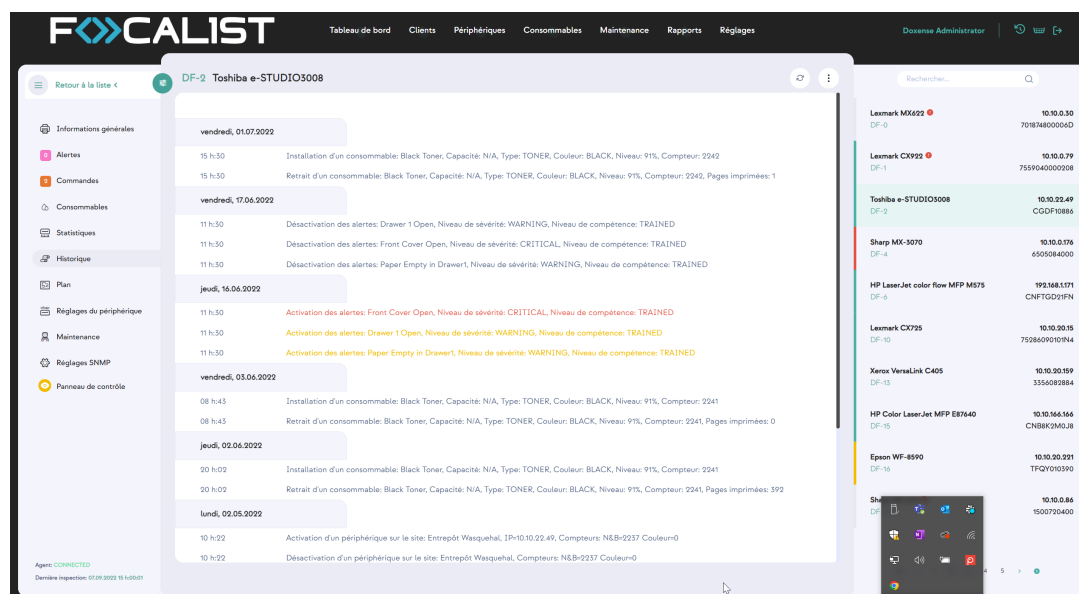 FOCALIST
Tableau de bord Clients Périphériques Consommables Maintenance Rapports Réglages
Doxense Administrator
Retour à la liste <
DF-2 Toshiba e-STUDIO3008
Rechercher...
Informations générales
0 Alertes
2 Commandes
Consommables
Statistiques
Historique
Plan
Réglages du périphérique
Maintenance
Réglages SNMP
Panneau de contrôle
Agent: CONNECTED
Dernière inspection: 07.09.2022 15 h:00:01
vendredi, 01.07.2022
15 h:30 Installation d'un consommable: Black Toner, Capacité: N/A, Type: TONER, Couleur: BLACK, Niveau: 91%, Compteur: 2242
15 h:30 Retrait d'un consommable: Black Toner, Capacité: N/A, Type: TONER, Couleur: BLACK, Niveau: 91%, Compteur: 2242, Pages imprimées: 1
vendredi, 17.06.2022
11 h:30 Désactivation des alertes: Drawer 1 Open, Niveau de sévérité: WARNING, Niveau de compétence: TRAINED
11 h:30 Désactivation des alertes: Front Cover Open, Niveau de sévérité: CRITICAL, Niveau de compétence: TRAINED
11 h:30 Désactivation des alertes: Paper Empty in Drawer1, Niveau de sévérité: WARNING, Niveau de compétence: TRAINED
jeudi, 16.06.2022
11 h:30 Activation des alertes: Front Cover Open, Niveau de sévérité: CRITICAL, Niveau de compétence: TRAINED
11 h:30 Activation des alertes: Drawer 1 Open, Niveau de sévérité: WARNING, Niveau de compétence: TRAINED
11 h:30 Activation des alertes: Paper Empty in Drawer1, Niveau de sévérité: WARNING, Niveau de compétence: TRAINED
vendredi, 03.06.2022
08 h:43 Installation d'un consommable: Black Toner, Capacité: N/A, Type: TONER, Couleur: BLACK, Niveau: 91%, Compteur: 2241
08 h:43 Retrait d'un consommable: Black Toner, Capacité: N/A, Type: TONER, Couleur: BLACK, Niveau: 91%, Compteur: 2241, Pages imprimées: 0
jeudi, 02.06.2022
20 h:02 Installation d'un consommable: Black Toner, Capacité: N/A, Type: TONER, Couleur: BLACK, Niveau: 91%, Compteur: 2241
20 h:02 Retrait d'un consommable: Black Toner, Capacité: N/A, Type: TONER, Couleur: BLACK, Niveau: 91%, Compteur: 2241, Pages imprimées: 392
lundi, 02.05.2022
10 h:22 Activation d'un périphérique sur le site: Entrepôt Wasquehal, IP=10.10.22.49, Compteurs: N&B=2237 Couleur=0
10 h:22 Désactivation d'un périphérique sur le site: Entrepôt Wasquehal, Compteurs: N&B=2237 Couleur=0
Lexmark MX622 10.10.0.30
DF-0 701874800006D
Lexmark CX922 10.10.0.79
DF-1 7559040000208
Toshiba e-STUDIO3008 10.10.22.49
DF-2 CGDF10886
Sharp MX-3070 10.10.0.176
DF-4 6505084000
HP LaserJet color flow MFP M575 192.168.1.171
DF-6 CNFTGD21FN
Lexmark CX725 10.10.20.15
DF-10 75286090101N4
Xerox VersaLink C405 10.10.20.159
DF-13 3356082884
HP Color LaserJet MFP E87640 10.10.166.166
DF-15 CNB8K2M0J8
Epson WF-8590 10.10.20.221
DF-16 TFQY010390
10.10.0.86
DF 1500720400
4 5 >